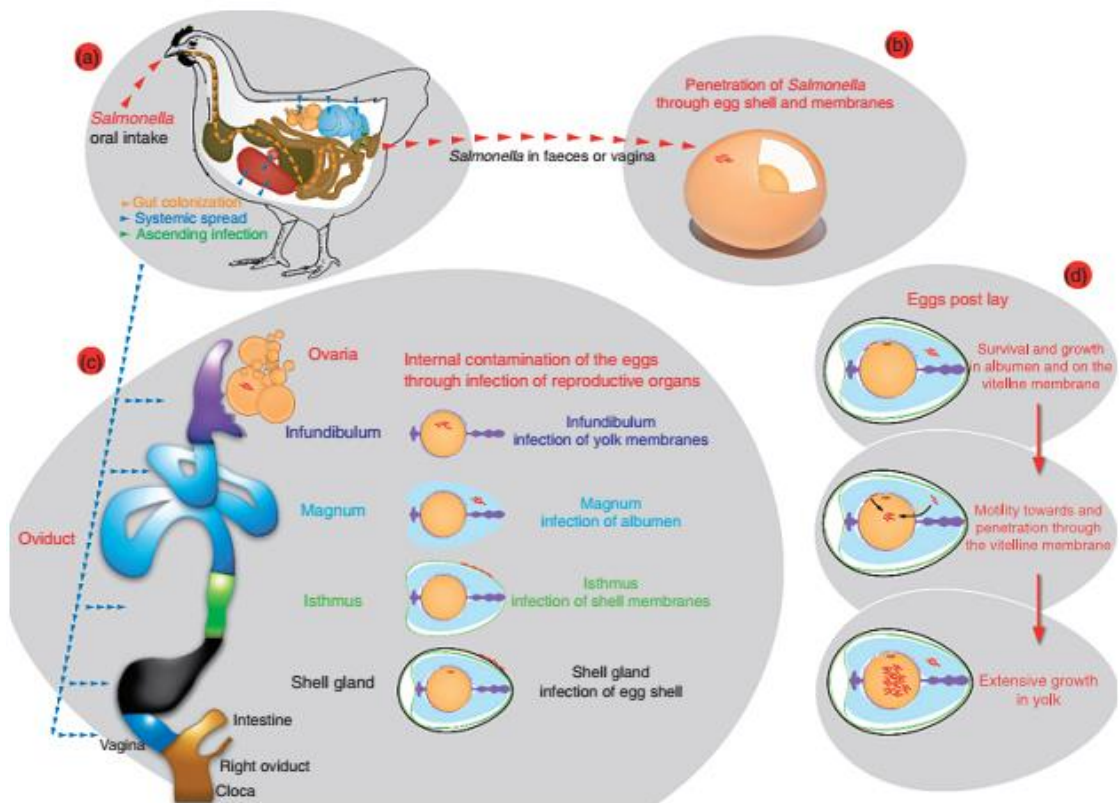 (a)
Salmonella
oral intake
Gut colonization
Systemic spread
Ascending infection
Salmonella in faeces or vagina
(b)
Penetration of Salmonella
through egg shell and membranes
(c)
Ovaria
Internal contamination of the eggs
through infection of reproductive organs
Infundibulum
Infundibulum
infection of yolk membranes
Magnum
Magnum
infection of albumen
Oviduct
Isthmus
Isthmus
infection of shell membranes
Shell gland
Shell gland
infection of egg shell
Intestine
Vagina
Right oviduct
Cloca
(d)
Eggs post lay
Survival and growth
in albumen and on the
vitelline membrane
Motility towards and
penetration through
the vitelline membrane
Extensive growth
in yolk